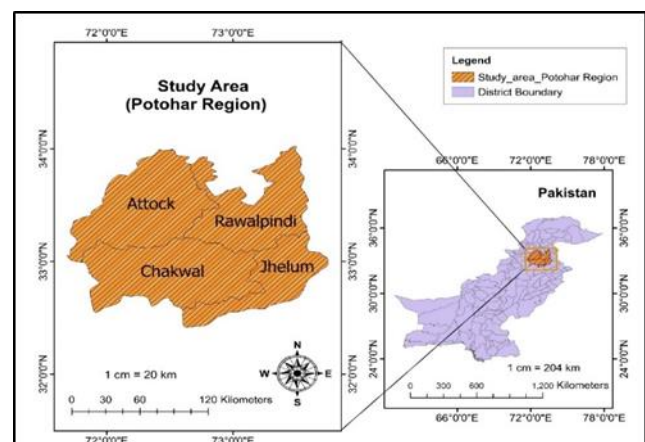 72°0'0"E 73°0'0"E
Study Area
(Potohar Region)
34°0'0"N
34°0'0"N
Attock
Rawalpindi
33°0'0"N
33°0'0"N
Chakwal
Jhelum
32°0'0"N
32°0'0"N
N
W E
S
1 cm = 20 km
0 30 60 120 Kilometers
72°0'0"E 73°0'0"E
Legend
Study_area_Potohar Region
District Boundary
66°0'0"E 72°0'0"E 78°0'0"E
Pakistan
36°0'0"N
36°0'0"N
30°0'0"N
30°0'0"N
24°0'0"N
24°0'0"N
1 cm = 204 km
0 300 600 1,200
Kilometers
66°0'0"E 72°0'0"E 78°0'0"E